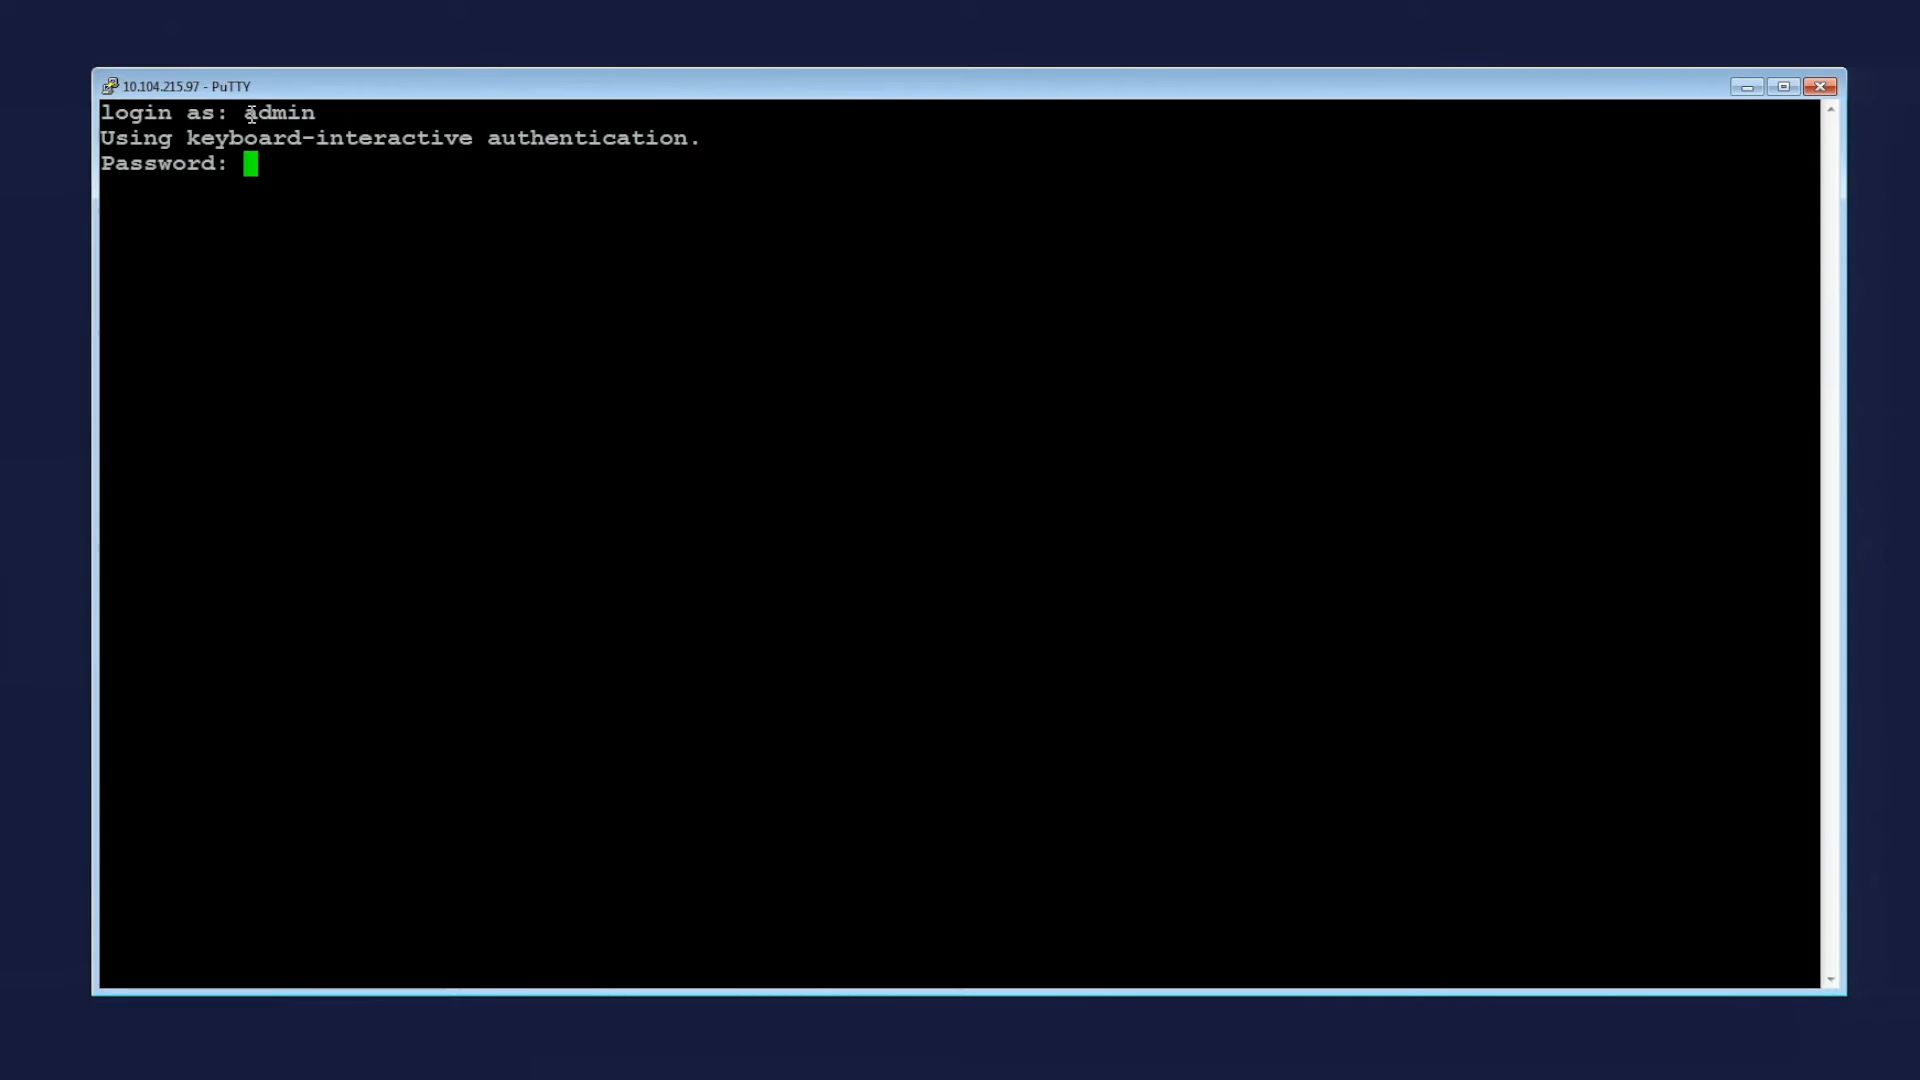 10.104.215.97 - PuTTY
login as: admin
Using keyboard-interactive authentication.
Password: